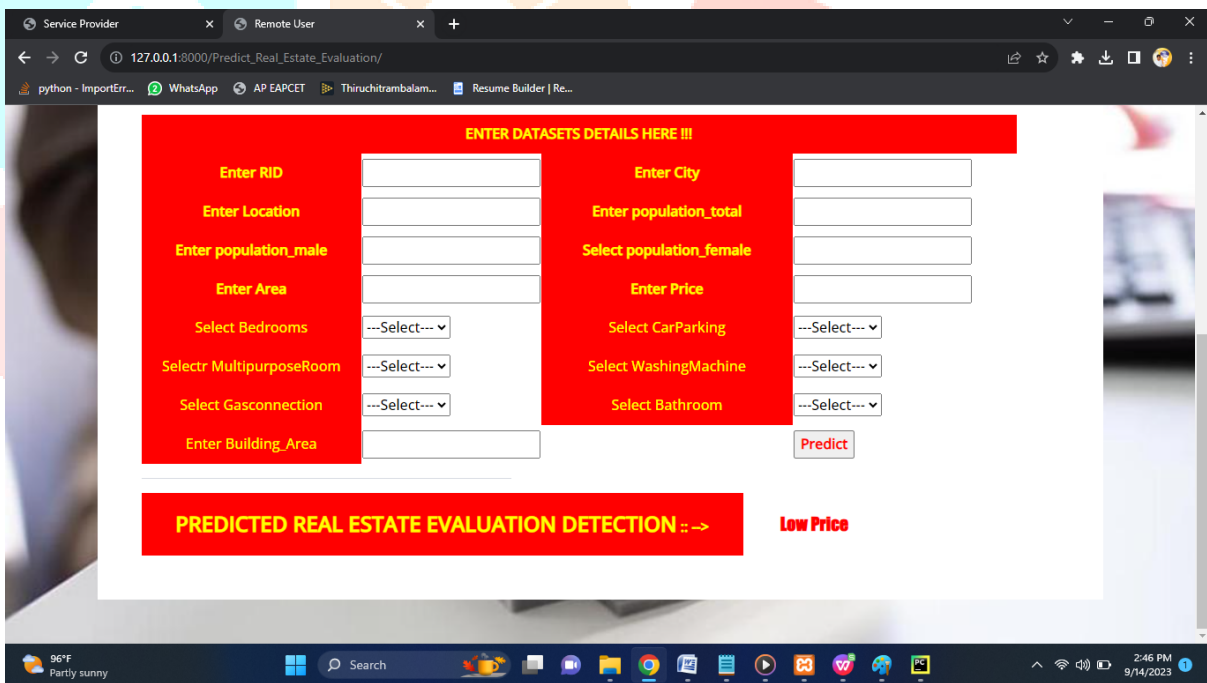 Service Provider Remote User
127.0.0.1:8000/Predict_Real_Estate_Evaluation/
python - ImportErr... WhatsApp AP EAPCET Thiruchitrambalam... Resume Builder | Re...
ENTER DATASETS DETAILS HERE !!!
Enter RID Enter City
Enter Location Enter population_total
Enter population_male Select population_female
Enter Area Enter Price
Select Bedrooms ---Select--- Select CarParking ---Select---
Selectr MultipurposeRoom ---Select--- Select WashingMachine ---Select---
Select Gasconnection ---Select--- Select Bathroom ---Select---
Enter Building_Area Predict
PREDICTED REAL ESTATE EVALUATION DETECTION :: --> Low Price
96°F
Partly sunny
Search
2:46 PM
9/14/2023
1